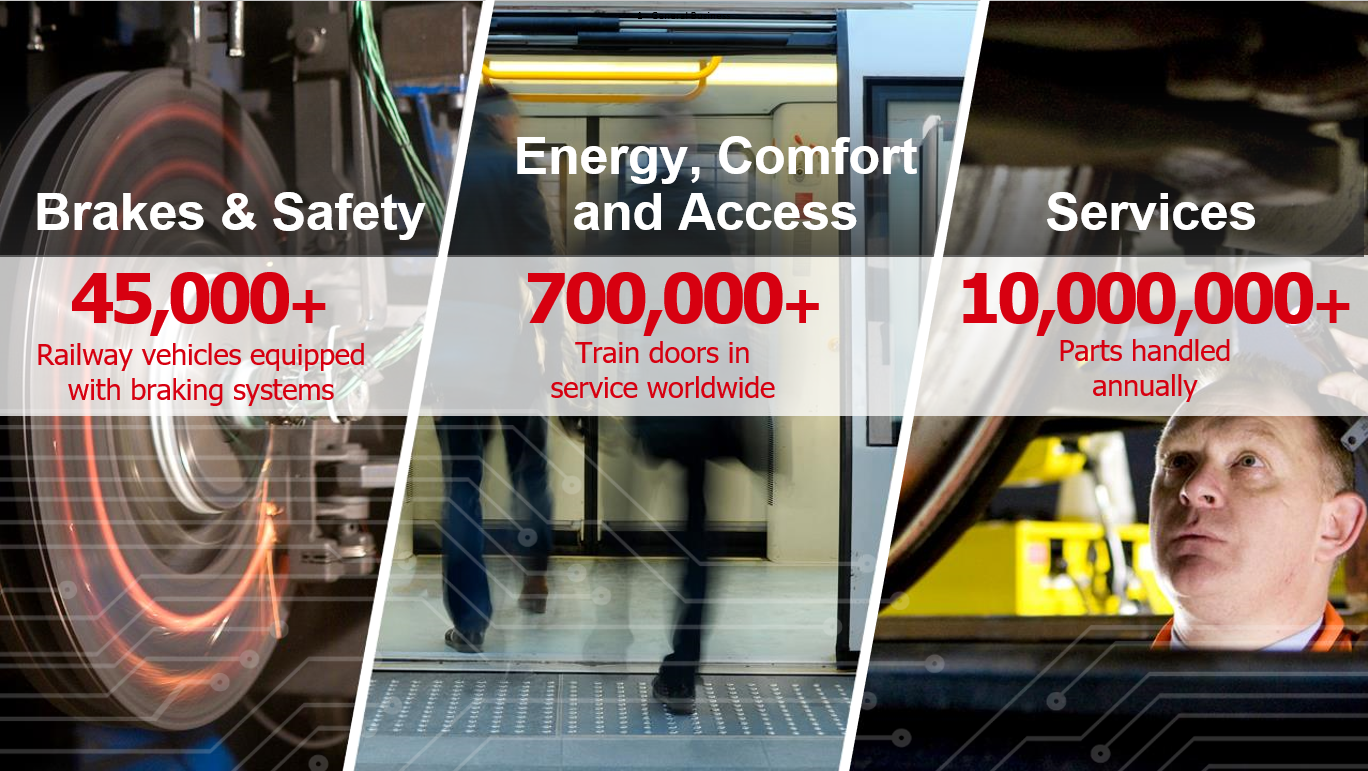 Brakes & Safety
45,000+
Railway vehicles equipped
with braking systems
Energy, Comfort
and Access
700,000+
Train doors in
service worldwide
Services
10,000,000+
Parts handled
annually